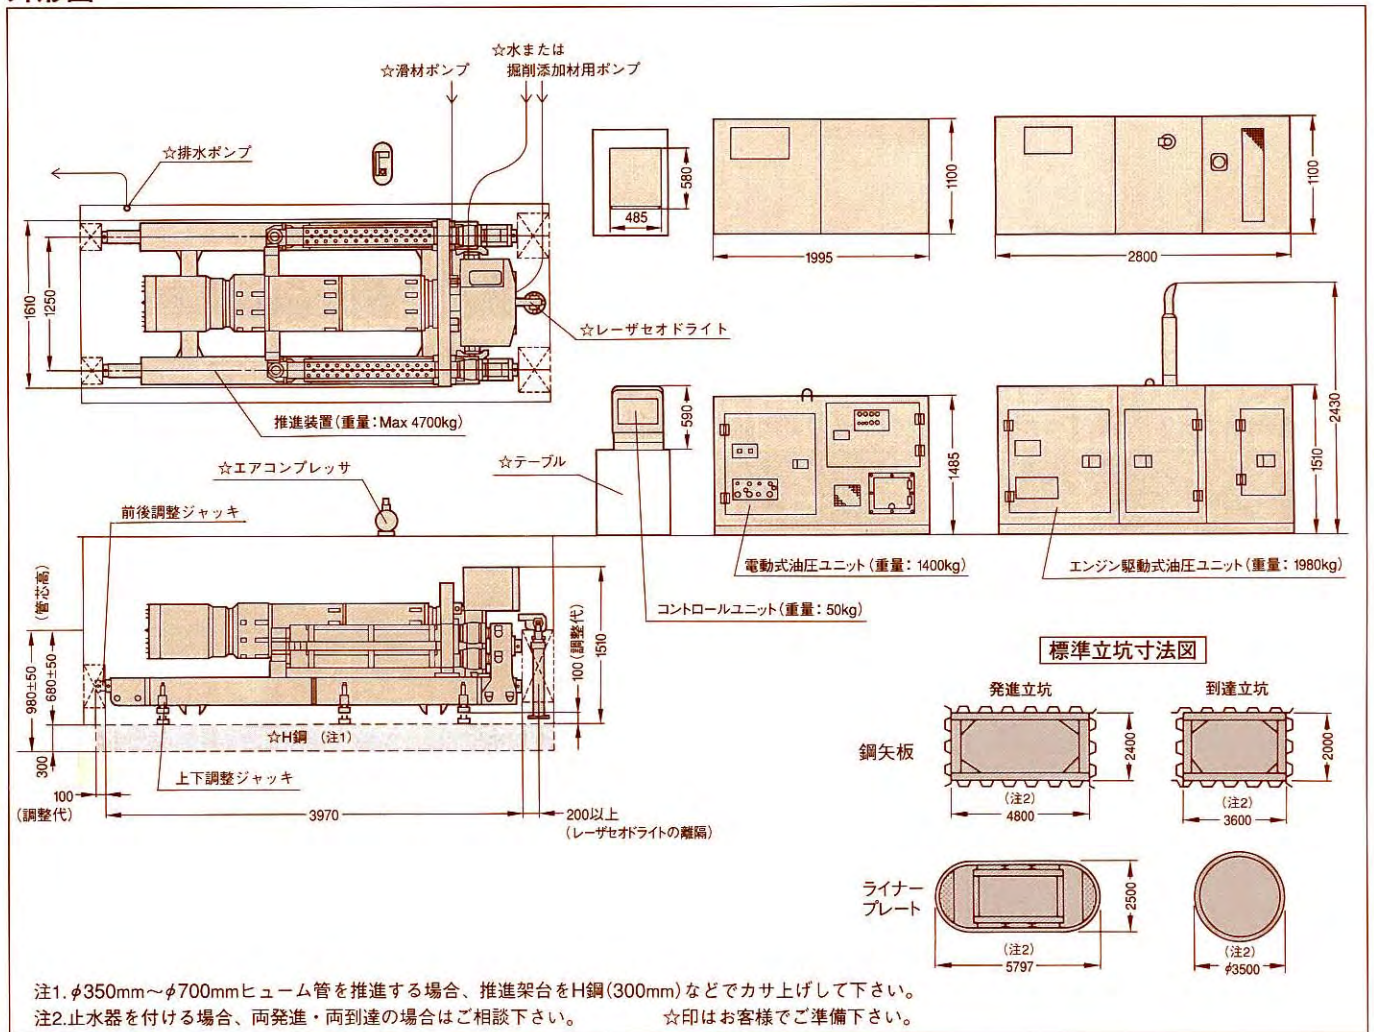 ☆水または
☆滑材ポンプ
掘削添加材用ポンプ
☆排水ポンプ
580
485
1100
1995
1100
2800
1610
1250
☆レーザセオドライト
推進装置(重量:Max 4700kg)
☆エアコンプレッサ
☆テーブル
590
1485
1510
2430
前後調整ジャッキ
電動式油圧ユニット(重量:1400kg)
エンジン駆動式油圧ユニット(重量:1980kg)
コントロールユニット(重量:50kg)
(管芯高)
980±50
680±50
300
100(調整代)
1510
☆H鋼 (注1)
上下調整ジャッキ
100
(調整代)
3970
200以上
(レーザセオドライトの離隔)
標準立坑寸法図
発進立坑
到達立坑
鋼矢板
2400
2000
(注2)
4800
(注2)
3600
ライナー
プレート
2500
(注2)
5797
(注2)
φ3500
注1.φ350mm～φ700mmヒューム管を推進する場合、推進架台をH鋼(300mm)などでカサ上げして下さい。
注2.止水器を付ける場合、両発進・両到達の場合はご相談下さい。 ☆印はお客様でご準備下さい。